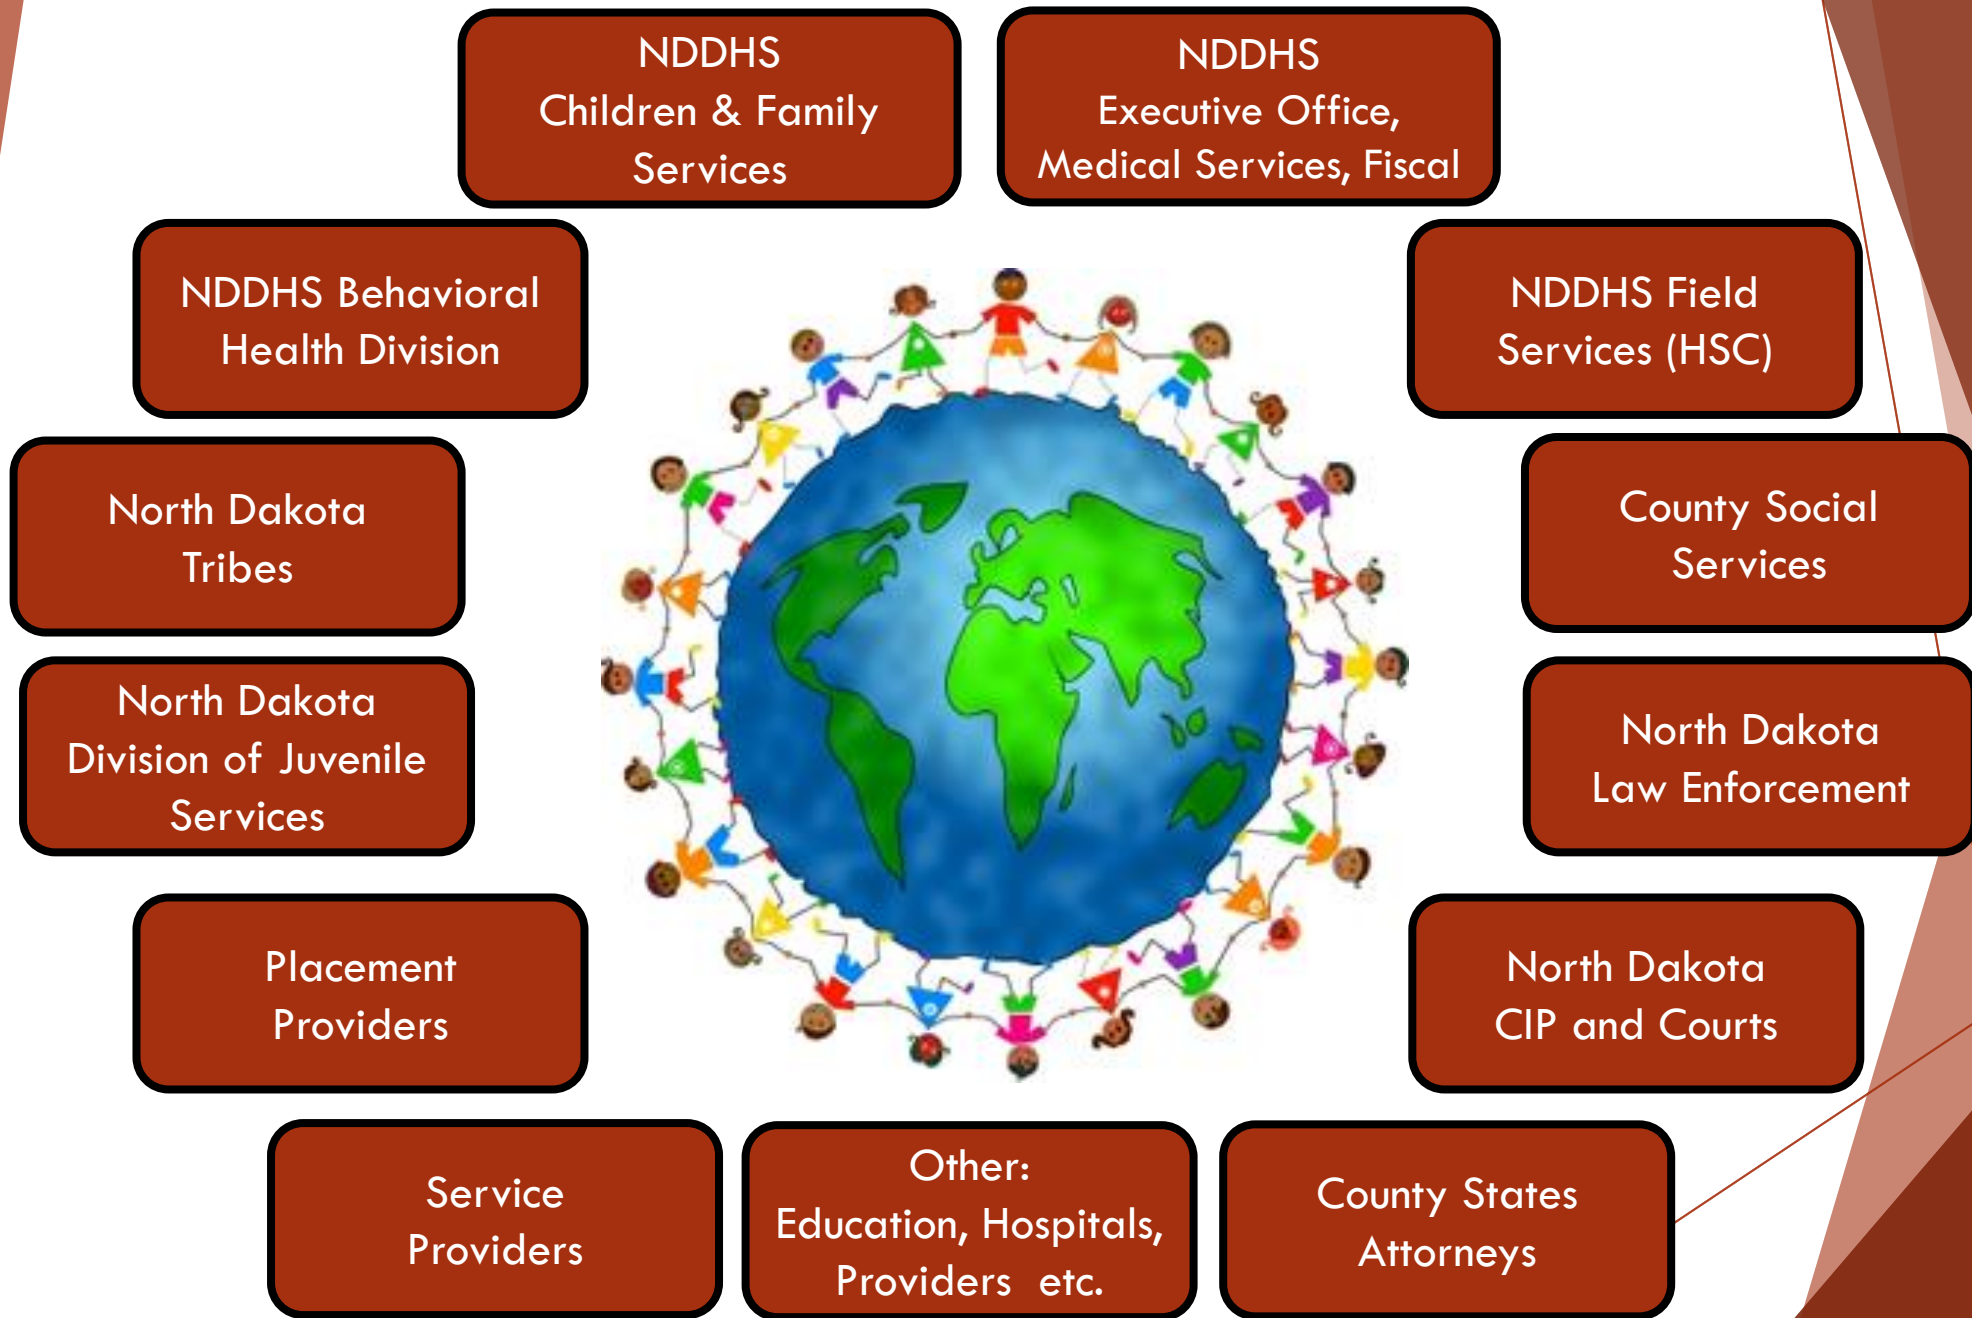 NDDHS
Children & Family
Services
NDDHS
Executive Office,
Medical Services, Fiscal
NDDHS Behavioral
Health Division
NDDHS Field
Services (HSC)
North Dakota
Tribes
County Social
Services
North Dakota
Division of Juvenile
Services
North Dakota
Law Enforcement
Placement
Providers
North Dakota
CIP and Courts
Service
Providers
Other:
Education, Hospitals,
Providers  etc.
County States
Attorneys